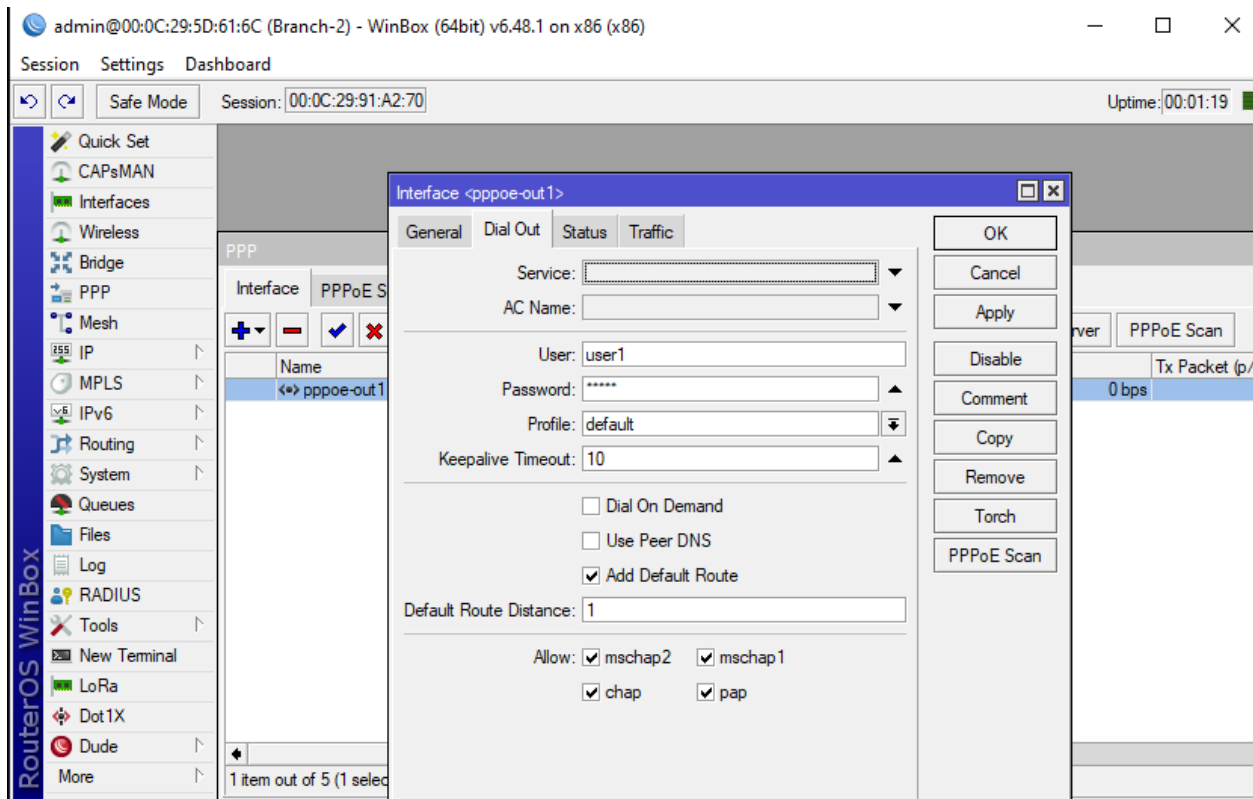 admin@00:0C:29:5D:61:6C (Branch-2) - WinBox (64bit) v6.48.1 on x86 (x86)
Session Settings Dashboard
Safe Mode Session: 00:0C:29:91:A2:70 Uptime: 00:01:19
Quick Set
CAPsMAN
Interfaces
Wireless
Bridge
PPP
Mesh
IP
MPLS
IPv6
Routing
System
Queues
Files
Log
RADIUS
Tools
New Terminal
LoRa
Dot1X
Dude
More
RouterOS WinBox
PPP
Interface PPPoE S
rver PPPoE Scan
Name Tx Packet (p/
pppoe-out1 0 bps
1 item out of 5 (1 selec
Interface <pppoe-out1>
General Dial Out Status Traffic
Service:
AC Name:
User: user1
Password: *****
Profile: default
Keepalive Timeout: 10
Dial On Demand
Use Peer DNS
Add Default Route
Default Route Distance: 1
Allow: mschap2 mschap1
chap pap
OK
Cancel
Apply
Disable
Comment
Copy
Remove
Torch
PPPoE Scan